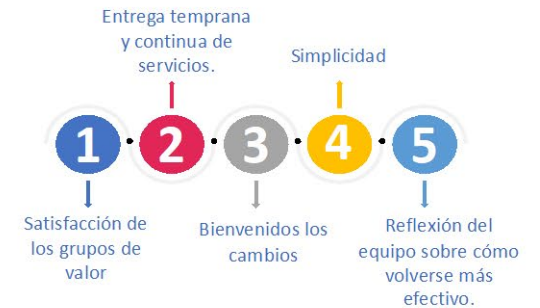 Entrega temprana
y continua de
servicios.
Simplicidad
1
2
3
4
5
Satisfacción de
los grupos de
valor
Bienvenidos los
cambios
Reflexión del
equipo sobre cómo
volverse más
efectivo.